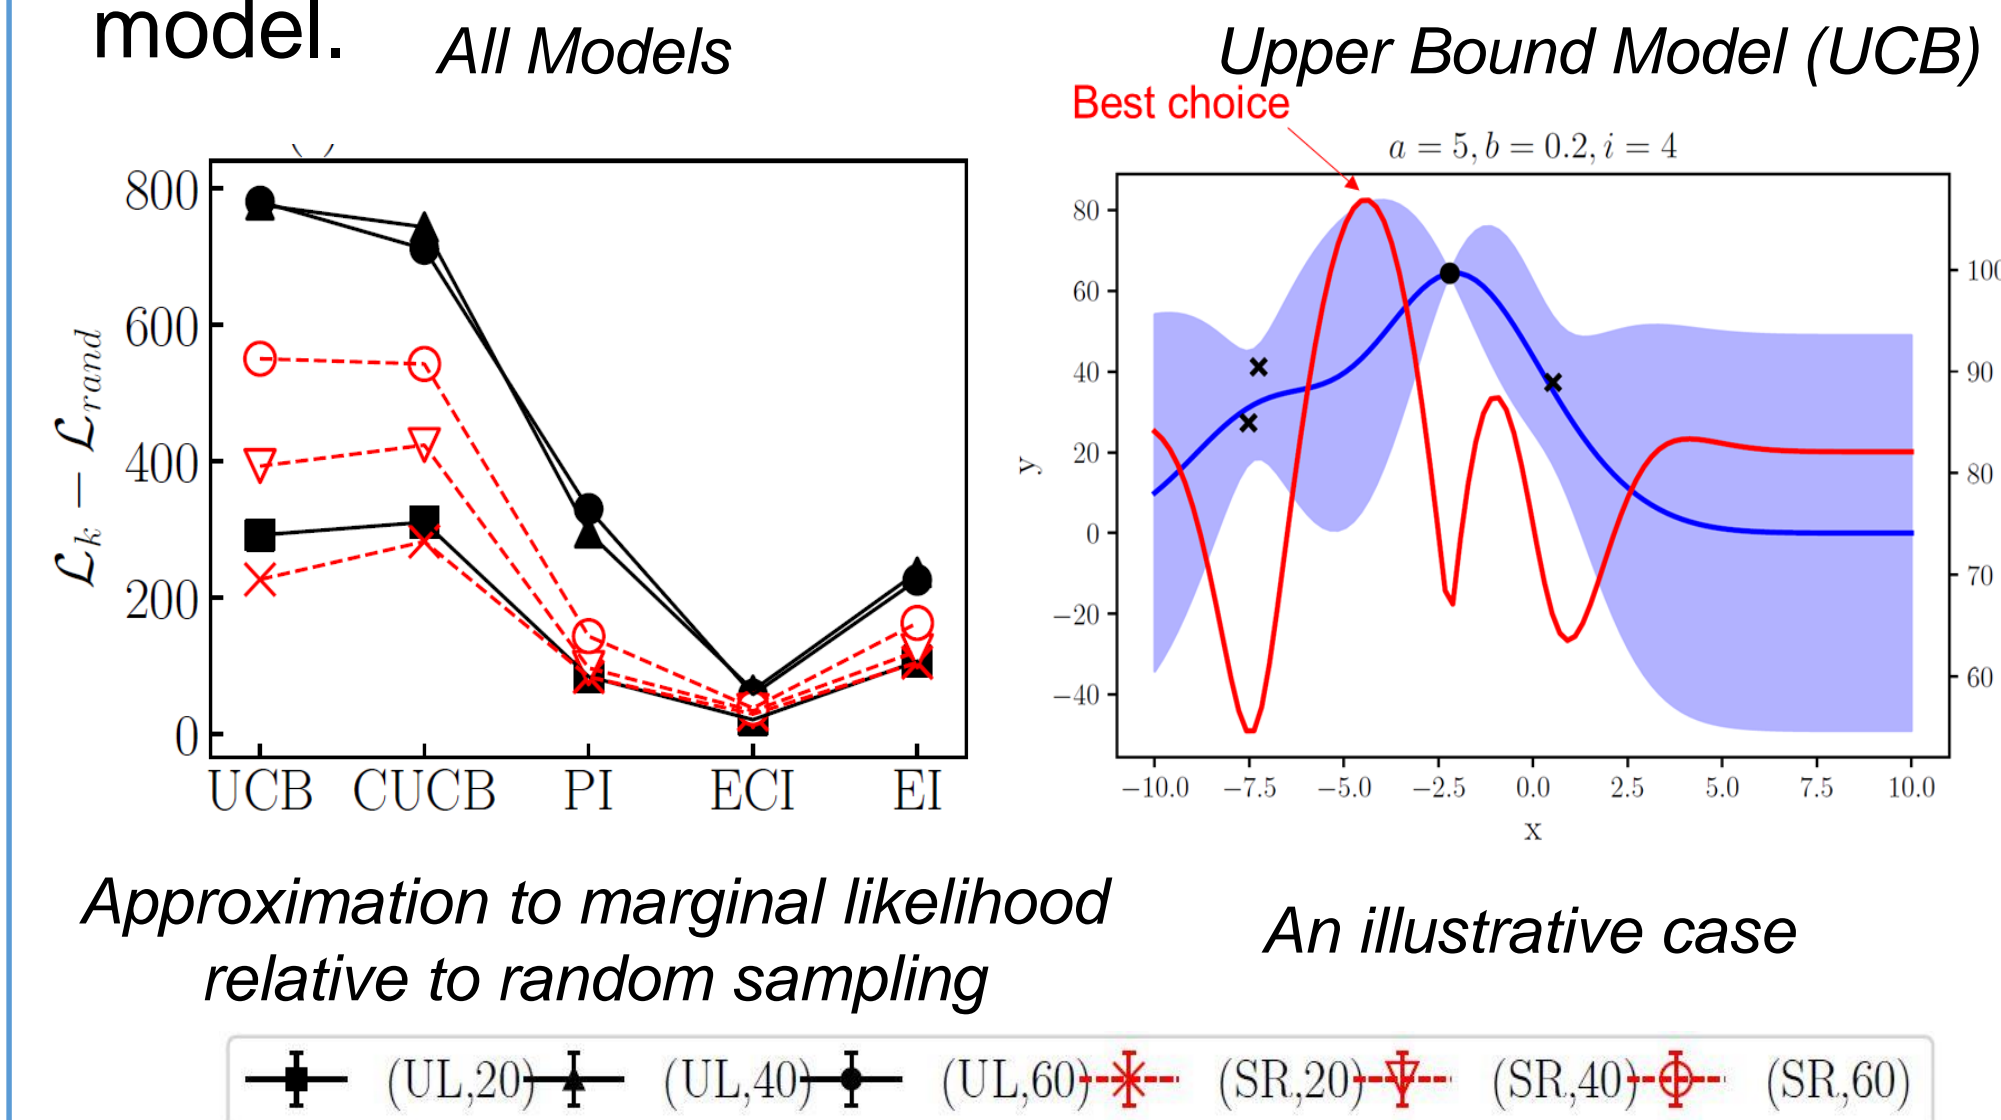 model.
All Models
Upper Bound Model (UCB)
Best choice
a = 5, b = 0.2, i = 4
800
600
400
200
0
ℒk − ℒrand
UCB CUCB PI ECI EI
80
60
40
20
0
−20
−40
y
100
90
80
70
60
−10.0 −7.5 −5.0 −2.5 0.0 2.5 5.0 7.5 10.0
x
Approximation to marginal likelihood
relative to random sampling
An illustrative case
(UL,20) (UL,40) (UL,60) (SR,20) (SR,40) (SR,60)